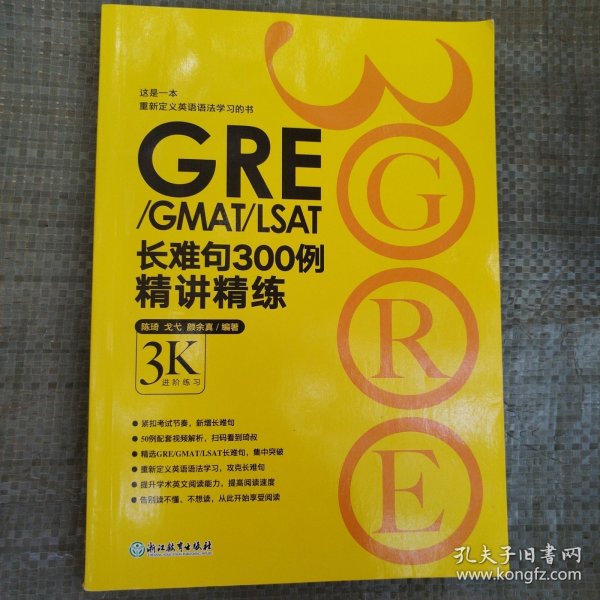 这是一本
重新定义英语语法学习的书
GRE
/GMAT/LSAT
长难句300例
精讲精练
陈琦 戈弋 颜余真/编著
3K
进阶练习
紧扣考试节奏，新增长难句
50例配套视频解析，扫码看到琦叔
精选GRE/GMAT/LSAT长难句，集中突破
重新定义英语语法学习，攻克长难句
提升学术英文阅读能力，提高阅读速度
告别读不懂、不想读，从此开始享受阅读
浙江教育出版社
3
G
R
E
孔夫子旧书网
www.kongfz.com